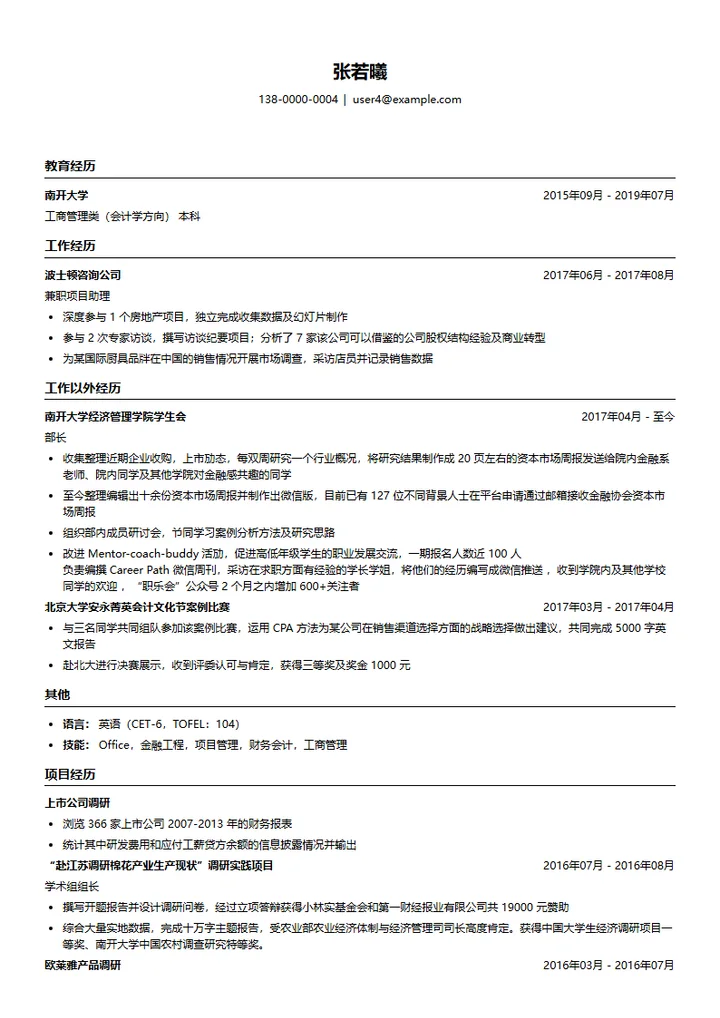 张若曦
138-0000-0004 | user4@example.com
教育经历
南开大学 2015年09月 - 2019年07月
工商管理类（会计学方向） 本科
工作经历
波士顿咨询公司 2017年06月 - 2017年08月
兼职项目助理
• 深度参与 1 个房地产项目，独立完成收集数据及幻灯片制作
• 参与 2 次专家访谈，撰写访谈纪要项目；分析了 7 家该公司可以借鉴的公司股权结构经验及商业转型
• 为某国际厨具品牌在中国的销售情况开展市场调查，采访店员并记录销售数据
工作以外经历
南开大学经济管理学院学生会 2017年04月 - 至今
部长
• 收集整理近期企业收购，上市劢态，每双周研究一个行业概况，将研究结果制作成 20 页左右的资本市场周报发送给院内金融系
老师、院内同学及其他学院对金融感共趣的同学
• 至今整理编辑出十余份资本市场周报并制作出微信版，目前已有 127 位不同背景人士在平台申请通过邮箱接收金融协会资本市
场周报
• 组织部内成员研讨会，节同学习案例分析方法及研究思路
• 改进 Mentor-coach-buddy 活动，促进高低年级学生的职业发展交流，一期报名人数近 100 人
负责编撰 Career Path 微信周刊，采访在求职方面有经验的学长学姐，将他们的经历编写成微信推送 ，收到学院内及其他学校
同学的欢迎 ，“职乐会”公众号 2 个月之内增加 600+关注者
北京大学安永菁英会计文化节案例比赛 2017年03月 - 2017年04月
• 与三名同学共同组队参加该案例比赛，运用 CPA 方法为某公司在销售渠道选择方面的战略选择做出建议，共同完成 5000 字英
文报告
• 赴北大进行决赛展示，收到评委认可与肯定，获得三等奖及奖金 1000 元
其他
• 语言： 英语（CET-6，TOFEL：104）
• 技能： Office，金融工程，项目管理，财务会计，工商管理
项目经历
上市公司调研
• 浏览 366 家上市公司 2007-2013 年的财务报表
• 统计其中研发费用和应付工薪贷方余额的信息披露情况并输出
“赴江苏调研棉花产业生产现状”调研实践项目 2016年07月 - 2016年08月
学术组组长
• 撰写开题报告并设计调研问卷，经过立项答辩获得小林实基金会和第一财经报业有限公司共 19000 元赞助
• 综合大量实地数据，完成十万字主题报告，受农业部农业经济体制与经济管理司司长高度肯定。获得中国大学生经济调研项目一
等奖、南开大学中国农村调查研究特等奖。
欧莱雅产品调研 2016年03月 - 2016年07月